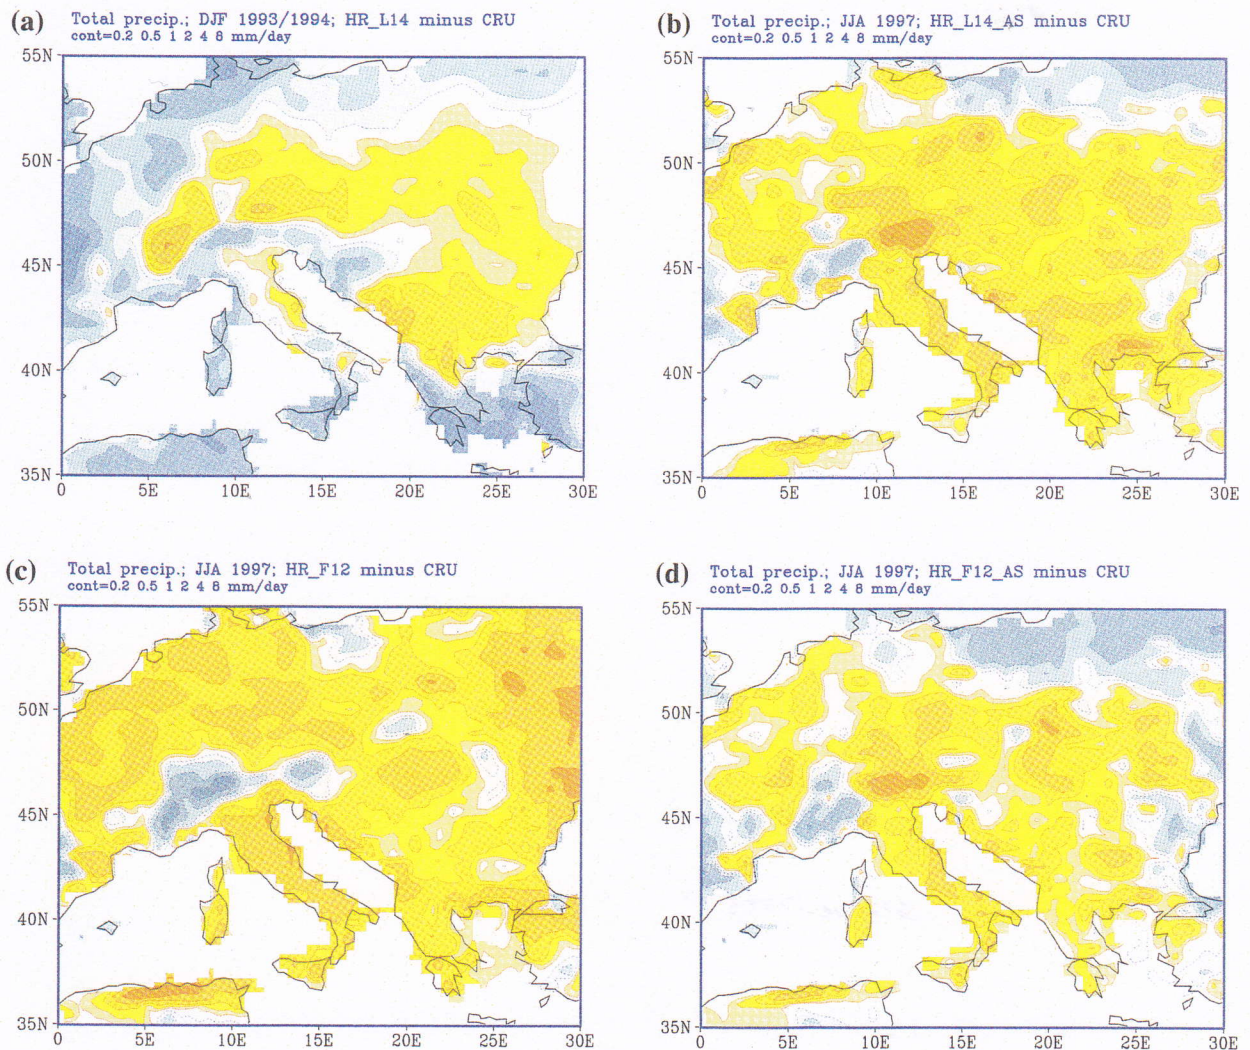 (a) Total precip.; DJF 1993/1994; HR_L14 minus CRU
cont=0.2 0.5 1 2 4 8 mm/day
55N
50N
45N
40N
35N
0 5E 10E 15E 20E 25E 30E
(b) Total precip.; JJA 1997; HR_L14_AS minus CRU
cont=0.2 0.5 1 2 4 8 mm/day
55N
50N
45N
40N
35N
0 5E 10E 15E 20E 25E 30E
(c) Total precip.; JJA 1997; HR_F12 minus CRU
cont=0.2 0.5 1 2 4 8 mm/day
55N
50N
45N
40N
35N
0 5E 10E 15E 20E 25E 30E
(d) Total precip.; JJA 1997; HR_F12_AS minus CRU
cont=0.2 0.5 1 2 4 8 mm/day
55N
50N
45N
40N
35N
0 5E 10E 15E 20E 25E 30E